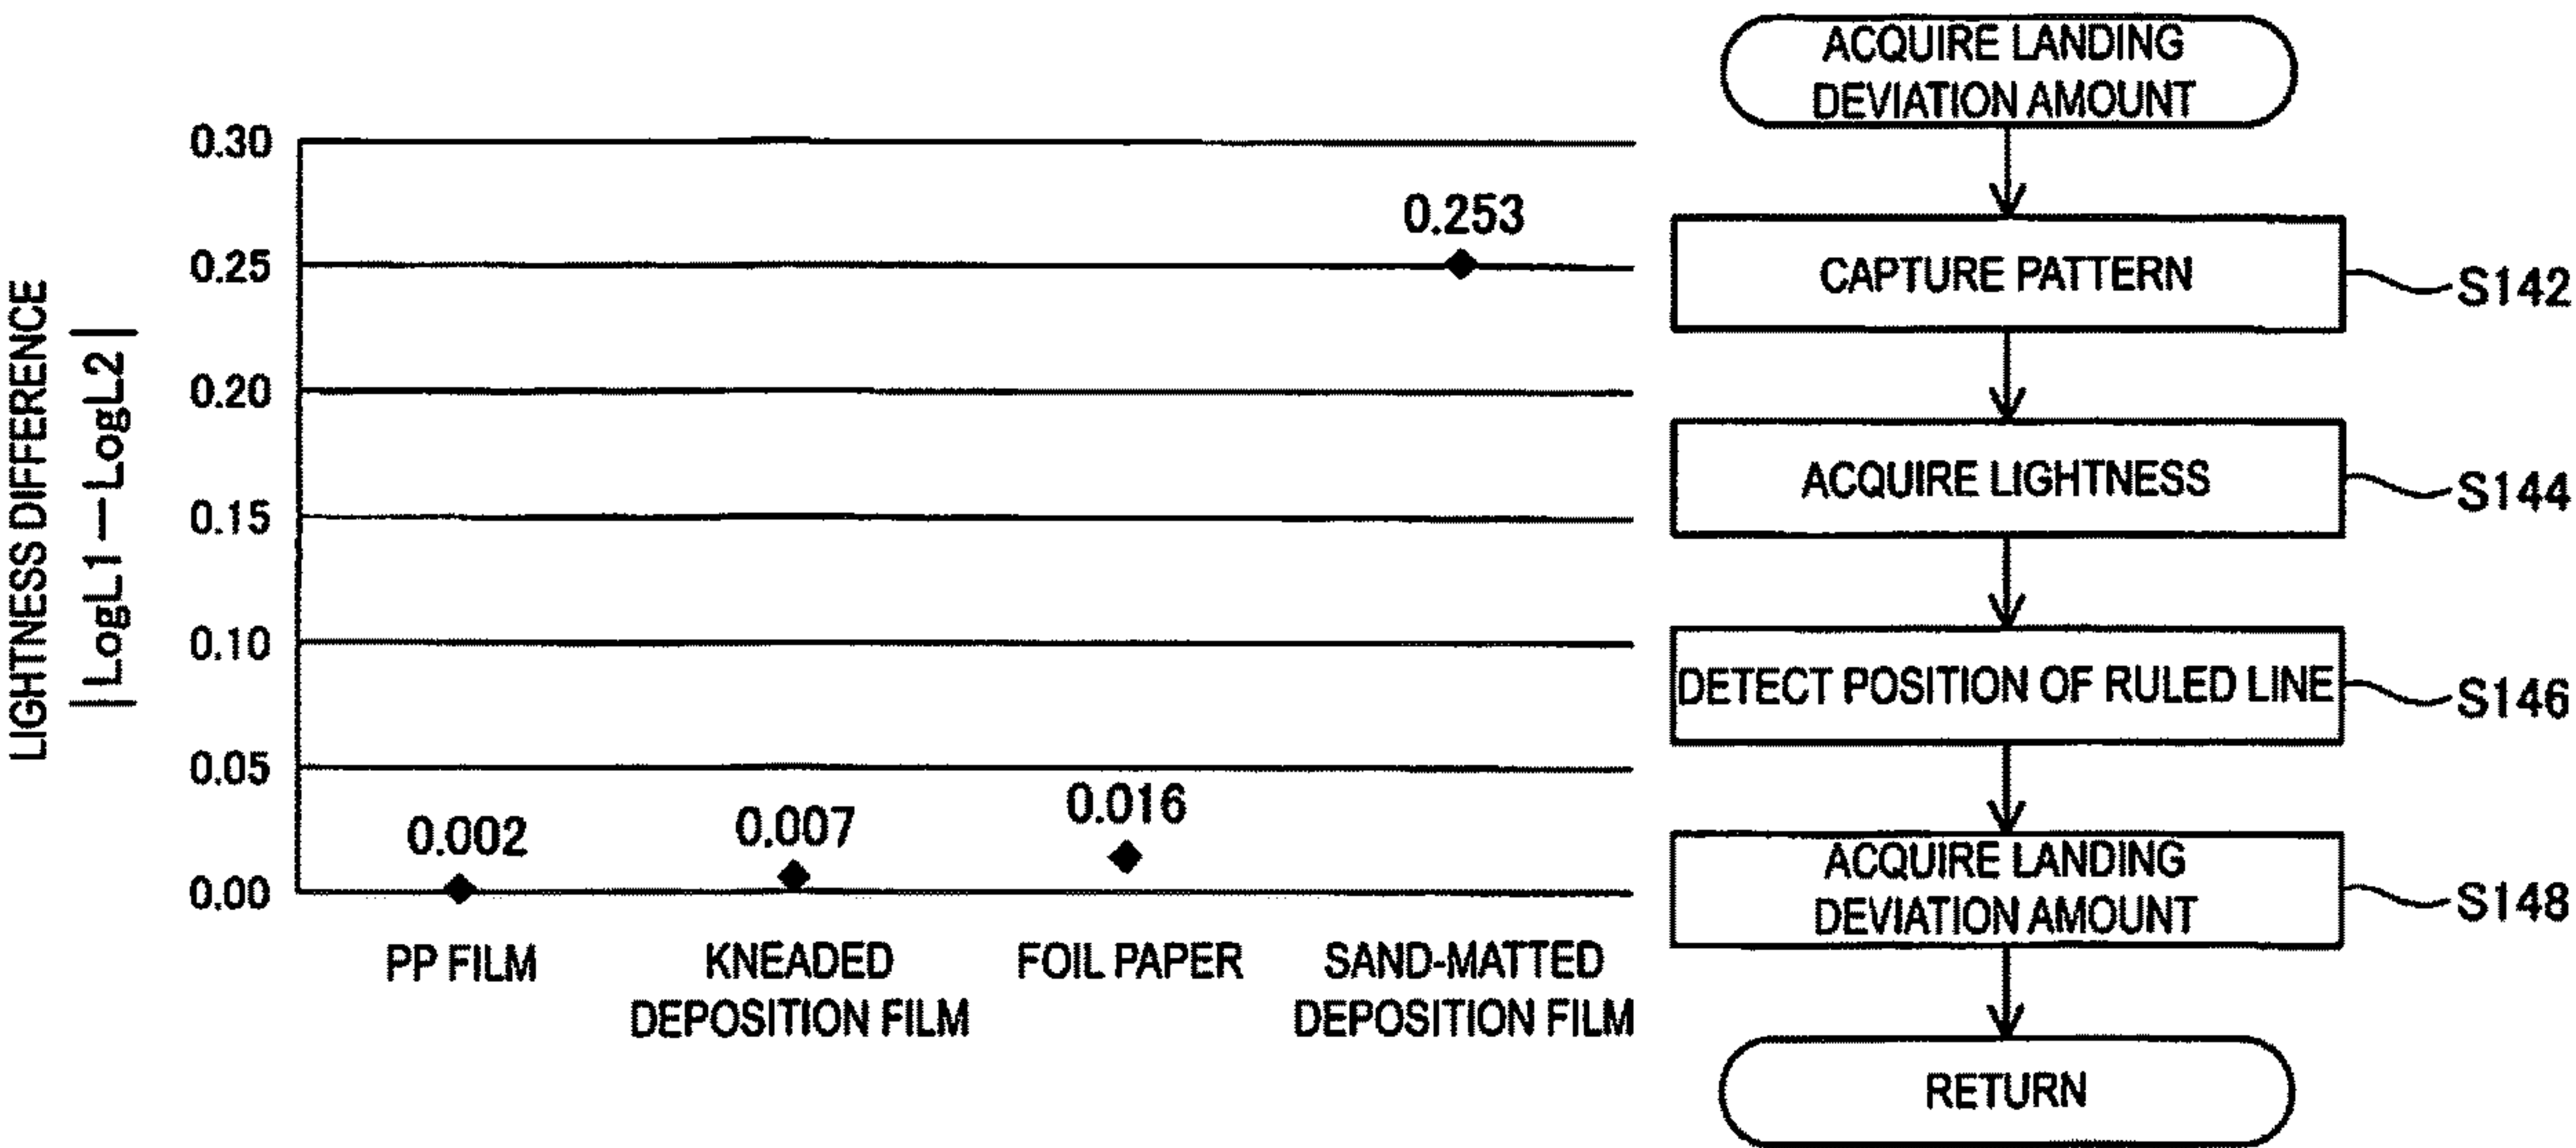 LIGHTNESS DIFFERENCE
|LogL1—LogL2|
0.30
0.25
0.20
0.15
0.10
0.05
0.00
0.002
0.007
0.016
0.253
PP FILM
KNEADED
DEPOSITION FILM
FOIL PAPER
SAND-MATTED
DEPOSITION FILM
ACQUIRE LANDING
DEVIATION AMOUNT
CAPTURE PATTERN
S142
ACQUIRE LIGHTNESS
S144
DETECT POSITION OF RULED LINE
S146
ACQUIRE LANDING
DEVIATION AMOUNT
S148
RETURN